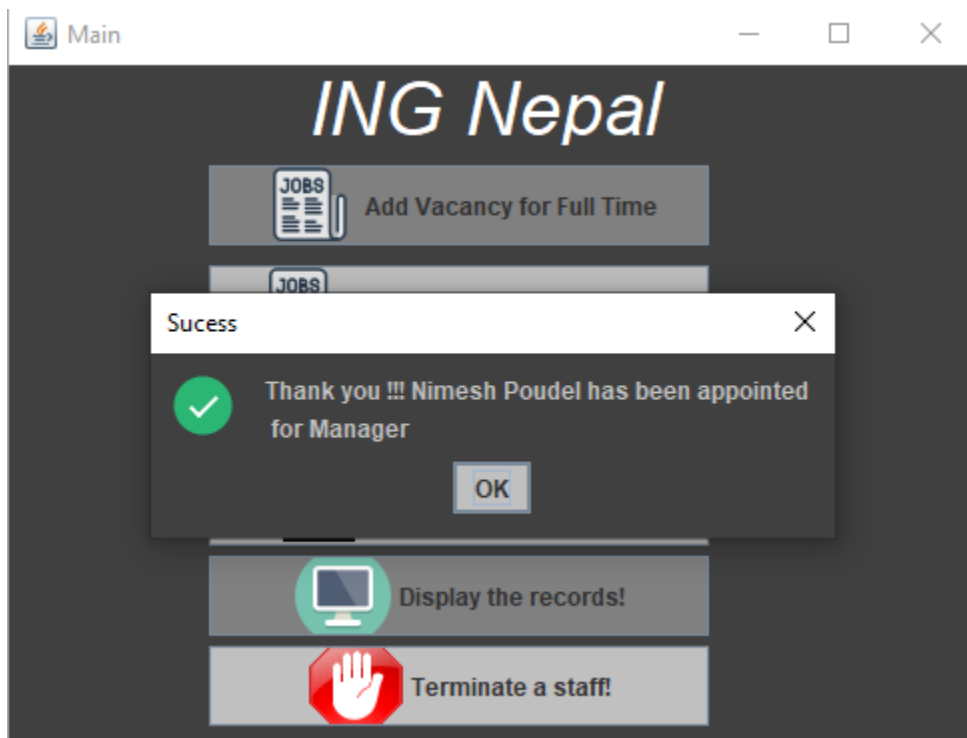 Main
ING Nepal
JOBS
Add Vacancy for Full Time
JOBS
Sucess
Thank you !!! Nimesh Poudel has been appointed
for Manager
OK
Display the records!
Terminate a staff!